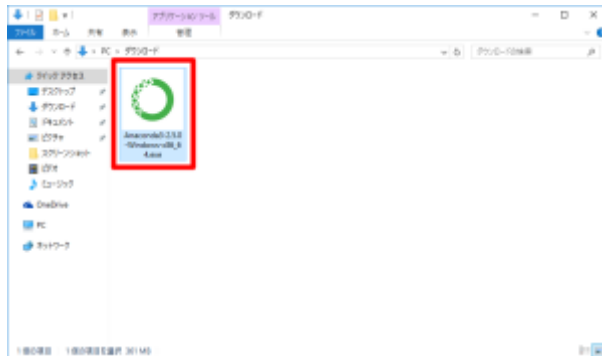 アプリケーション ツール ダウンロード
ファイル ホーム 共有 表示 管理
PC › ダウンロード
ダウンロードの検索
クイック アクセス
デスクトップ
ダウンロード
ドキュメント
ピクチャ
スクリーンショット
ビデオ
ミュージック
OneDrive
PC
ネットワーク
-Windows-x86_6
4.exe
1 個の項目 1 個の項目を選択 361 MB